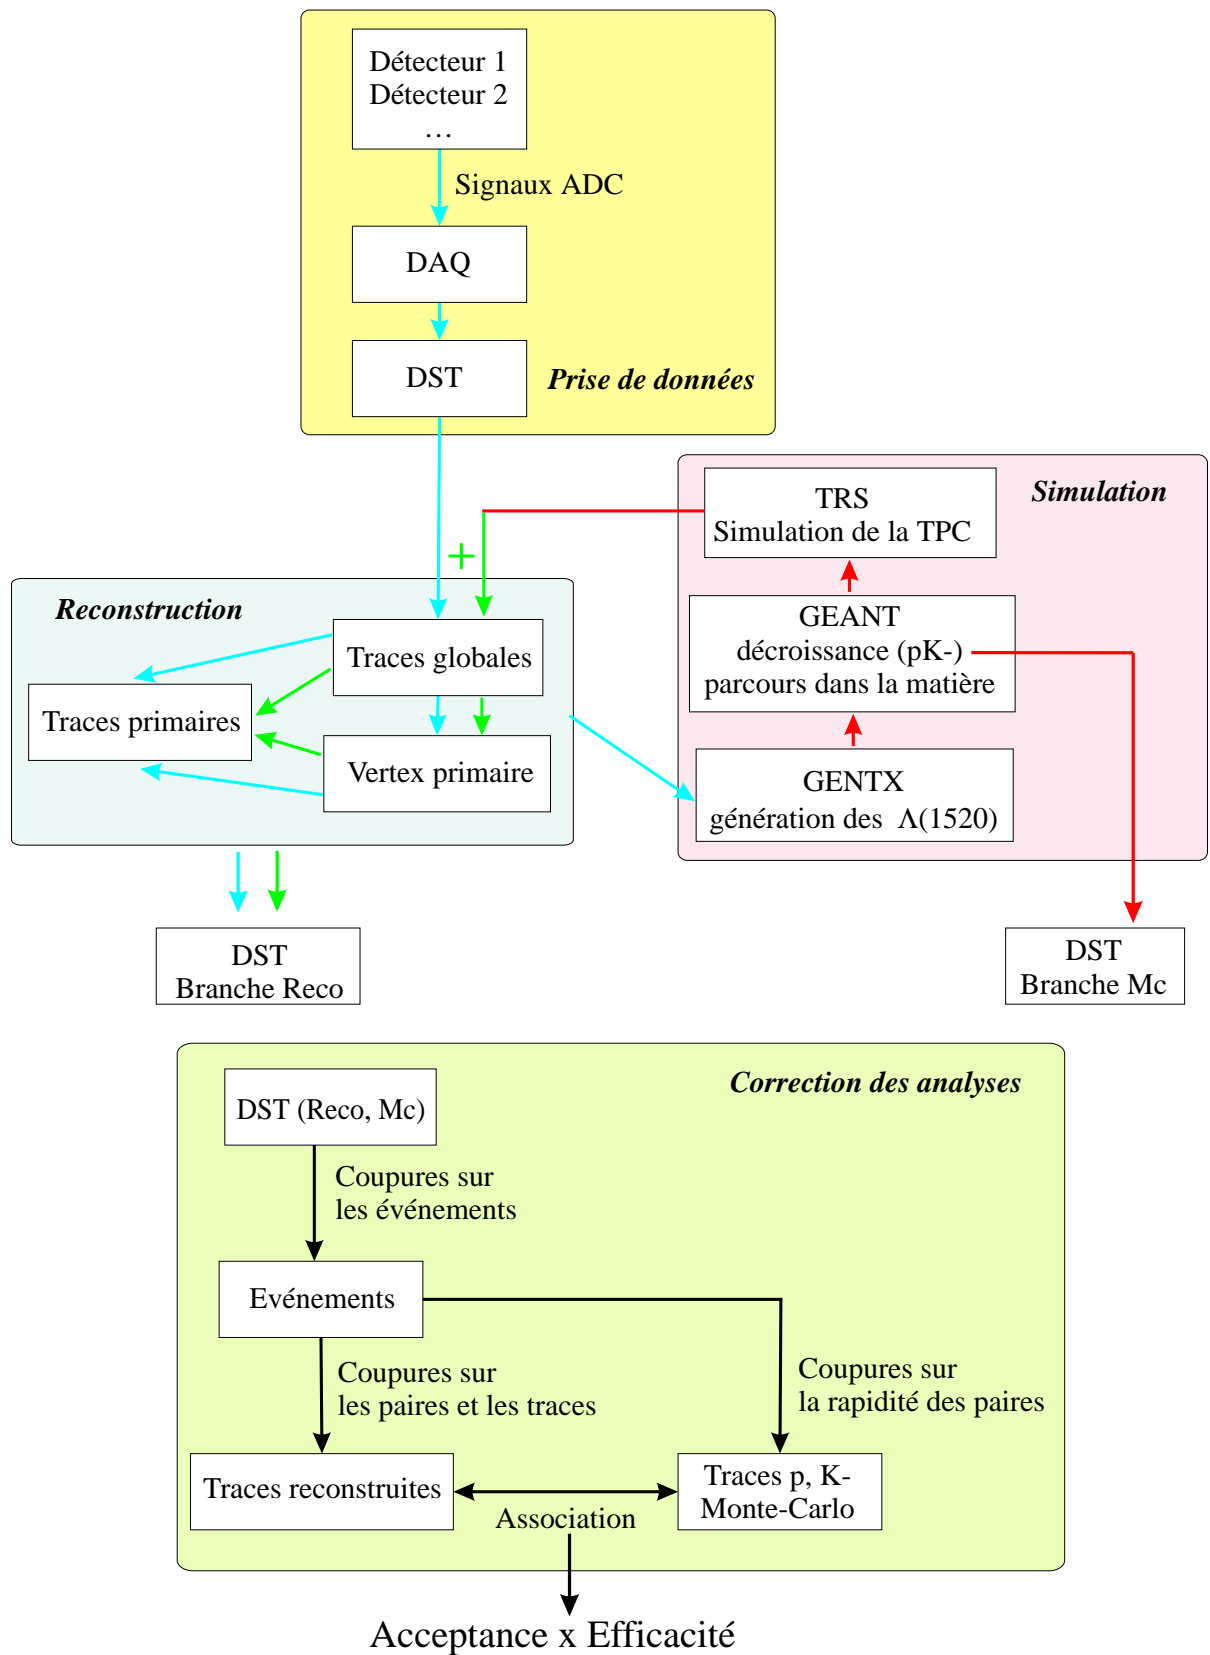 Détecteur 1
Détecteur 2
…
Signaux ADC
DAQ
DST
Prise de données
TRS
Simulation de la TPC
Simulation
+
Reconstruction
GEANT
décroissance (pK-)
parcours dans la matière
Traces globales
Traces primaires
Vertex primaire
GENTX
génération des Λ(1520)
DST
Branche Reco
DST
Branche Mc
Correction des analyses
DST (Reco, Mc)
Coupures sur
les événements
Evénements
Coupures sur
les paires et les traces
Coupures sur
la rapidité des paires
Traces reconstruites
Traces p, K-
Monte-Carlo
Association
Acceptance x Efficacité